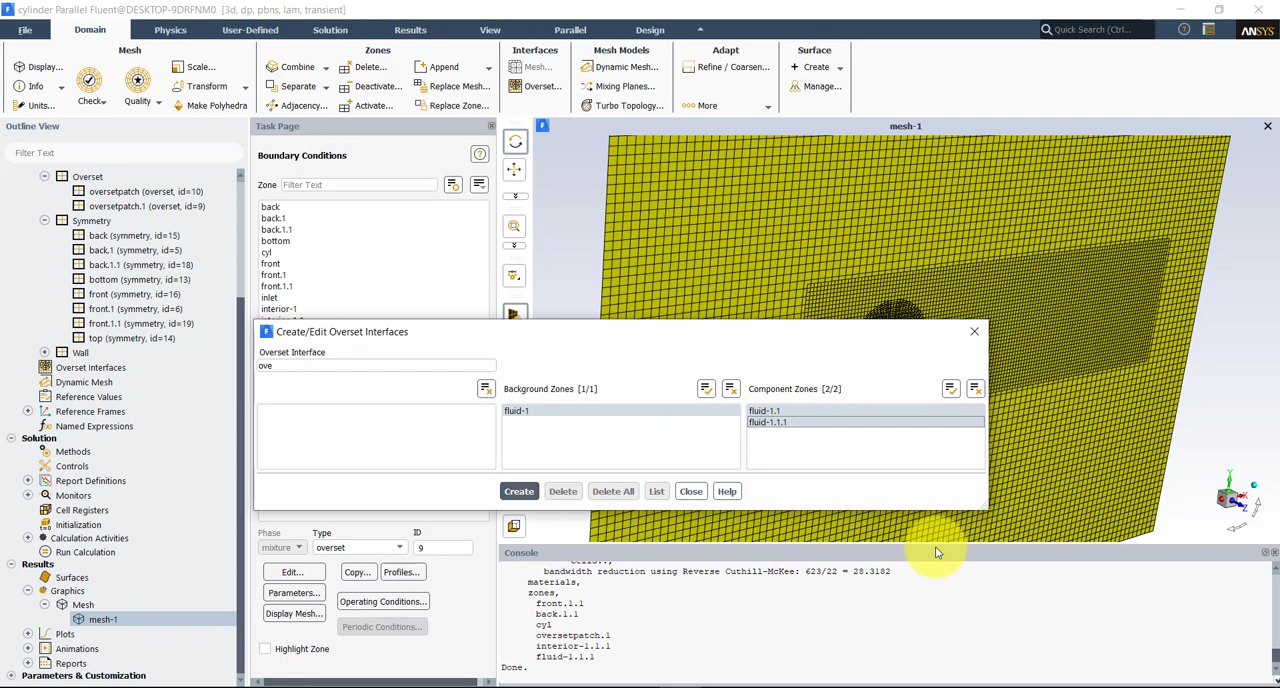 cylinder Parallel Fluent@DESKTOP-9DRFNM0 [3d, dp, pbns, lam, transient]
File Domain Physics User-Defined Solution Results View Parallel Design Quick Search (Ctrl... ANSYS
Mesh Zones Interfaces Mesh Models Adapt Surface
Display... Scale... Combine Delete... Append Mesh... Dynamic Mesh... Refine / Coarsen... Create
Info Check Quality Transform Separate Deactivate... Replace Mesh... Overset... Mixing Planes... Manage...
Units... Make Polyhedra Adjacency... Activate... Replace Zone... Turbo Topology... More
Outline View
Filter Text
Overset
oversetpatch (overset, id=10)
oversetpatch.1 (overset, id=9)
Symmetry
back (symmetry, id=15)
back.1 (symmetry, id=5)
back.1.1 (symmetry, id=18)
bottom (symmetry, id=13)
front (symmetry, id=16)
front.1 (symmetry, id=6)
front.1.1 (symmetry, id=19)
top (symmetry, id=14)
Wall
Overset Interfaces
Dynamic Mesh
Reference Values
Reference Frames
Named Expressions
Solution
Methods
Controls
Report Definitions
Monitors
Cell Registers
Initialization
Calculation Activities
Run Calculation
Results
Surfaces
Graphics
Mesh
mesh-1
Plots
Animations
Reports
Parameters & Customization
Task Page
Boundary Conditions
Zone Filter Text
back
back.1
back.1.1
bottom
cyl
front
front.1
front.1.1
inlet
interior-1
mesh-1
Create/Edit Overset Interfaces
Overset Interface
ove
Background Zones [1/1] Component Zones [2/2]
fluid-1 fluid-1.1
fluid-1.1.1
Create Delete Delete All List Close Help
Phase Type ID
mixture overset 9
Edit... Copy... Profiles...
Parameters... Operating Conditions...
Display Mesh... Periodic Conditions...
Highlight Zone
Y
X
Z
Console
bandwidth reduction using Reverse Cuthill-McKee: 623/22 = 28.3182
materials,
zones,
front.1.1
back.1.1
cyl
oversetpatch.1
interior-1.1.1
fluid-1.1.1
Done.